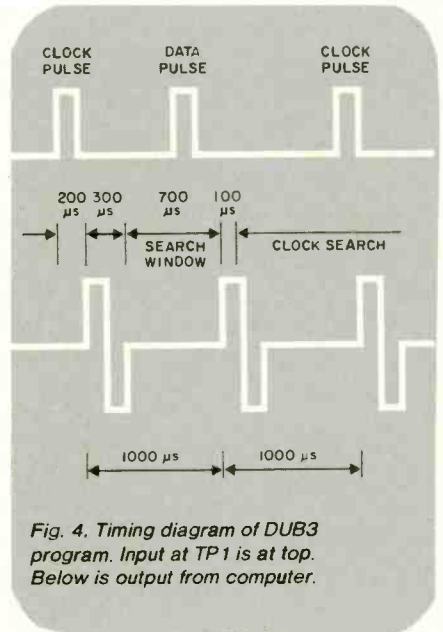 CLOCK PULSE
DATA PULSE
CLOCK PULSE
200 μs
300 μs
700 μs
100 μs
SEARCH WINDOW
CLOCK SEARCH
1000 μs
1000 μs
Fig. 4. Timing diagram of DUB3
program. Input at TP1 is at top.
Below is output from computer.